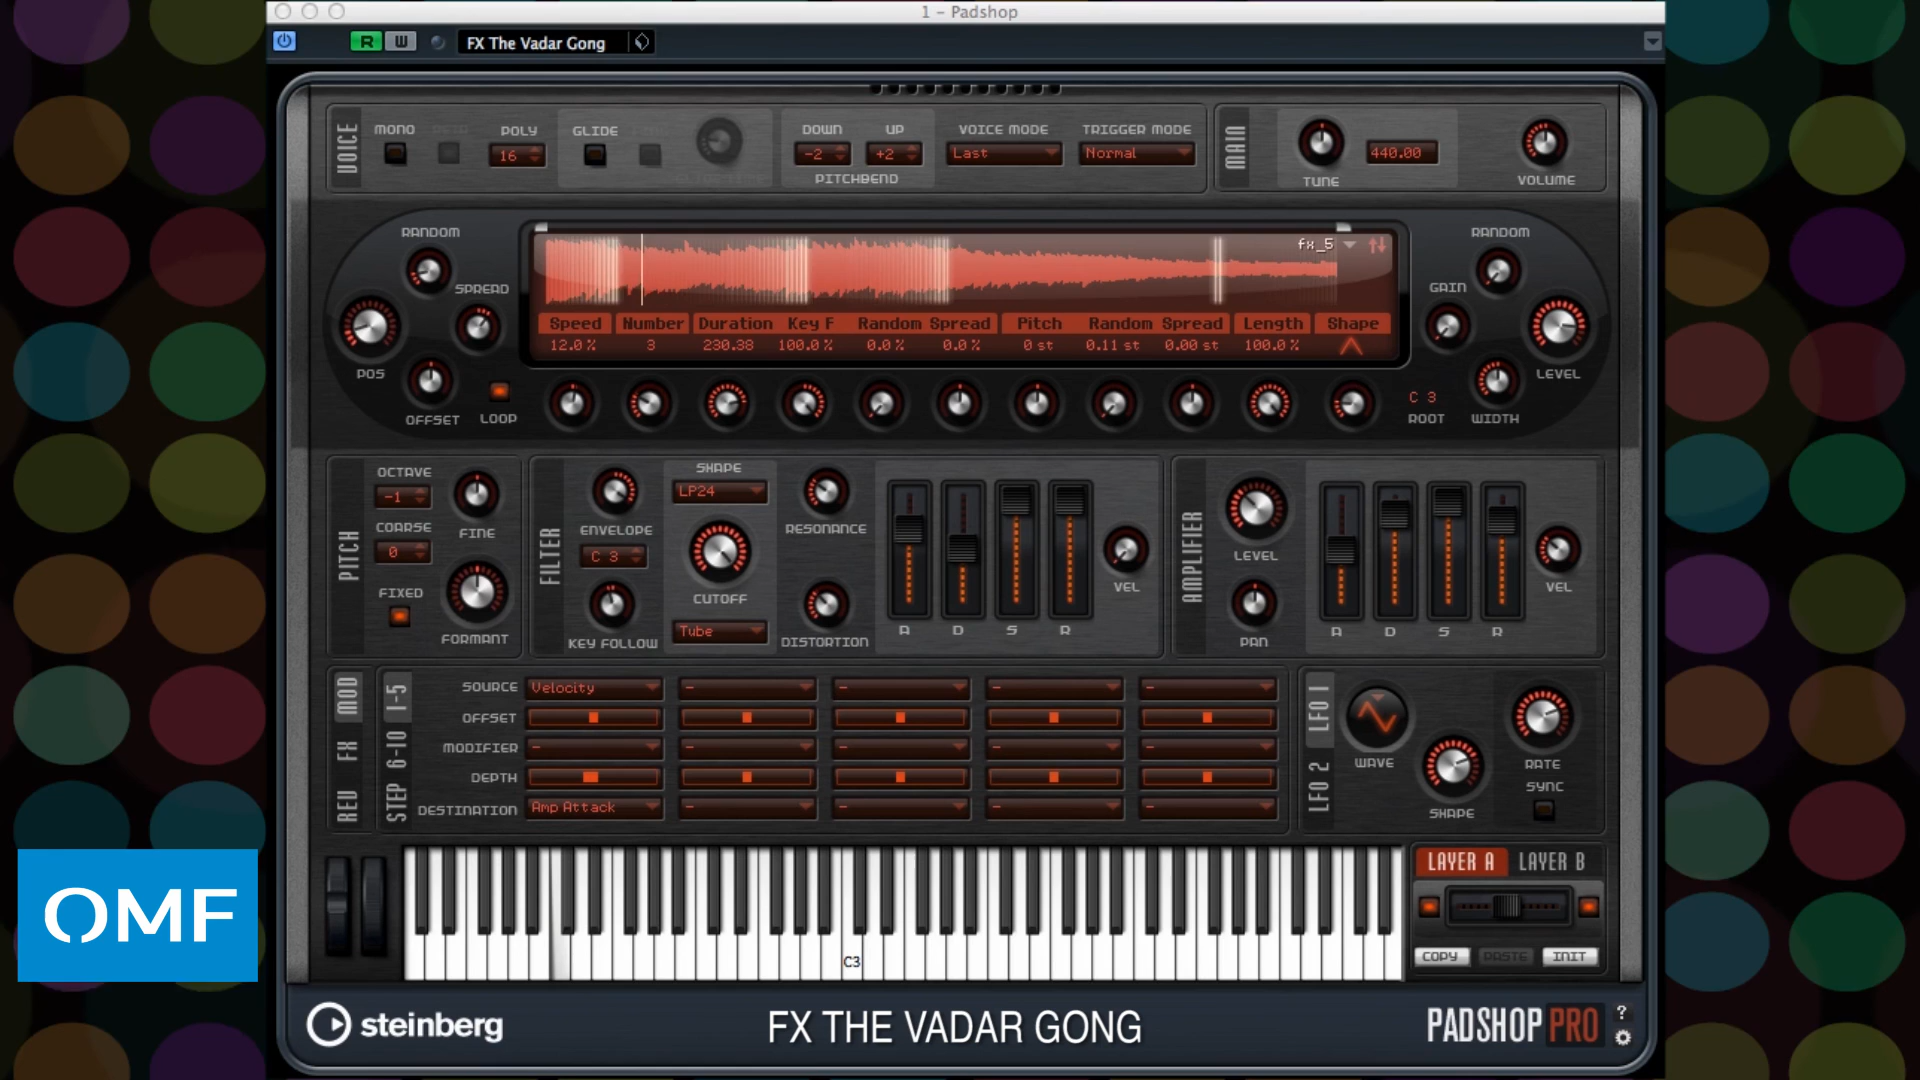 1 - Padshop
R W FX The Vadar Gong
VOICE MONO POLY GLIDE DOWN UP VOICE MODE TRIGGER MODE MAIN
16 -2 +2 Last Normal 440.00
PITCHBEND TUNE VOLUME
RANDOM RANDOM
fx_5
SPREAD GAIN
Speed Number Duration Key F Random Spread Pitch Random Spread Length Shape
12.0 % 3 230.38 100.0 % 0.0 % 0.0 % 0 st 0.11 st 0.00 st 100.0 %
POS LEVEL
C 3
OFFSET LOOP ROOT WIDTH
PITCH OCTAVE FILTER SHAPE AMPLIFIER
-1 LP24
COARSE FINE ENVELOPE RESONANCE LEVEL
0 C 3
FIXED CUTOFF VEL VEL
FORMANT KEY FOLLOW Tube DISTORTION A D S R PAN A D S R
MOD 1-5 SOURCE Velocity - - - - LFO 1
OFFSET
FX 6-10 MODIFIER - - - - - WAVE RATE
DEPTH LFO 2 SYNC
REV STEP DESTINATION Amp Attack - - - - SHAPE
LAYER A LAYER B
OMF
C3 COPY PASTE INIT
steinberg FX THE VADAR GONG PADSHOP PRO ?